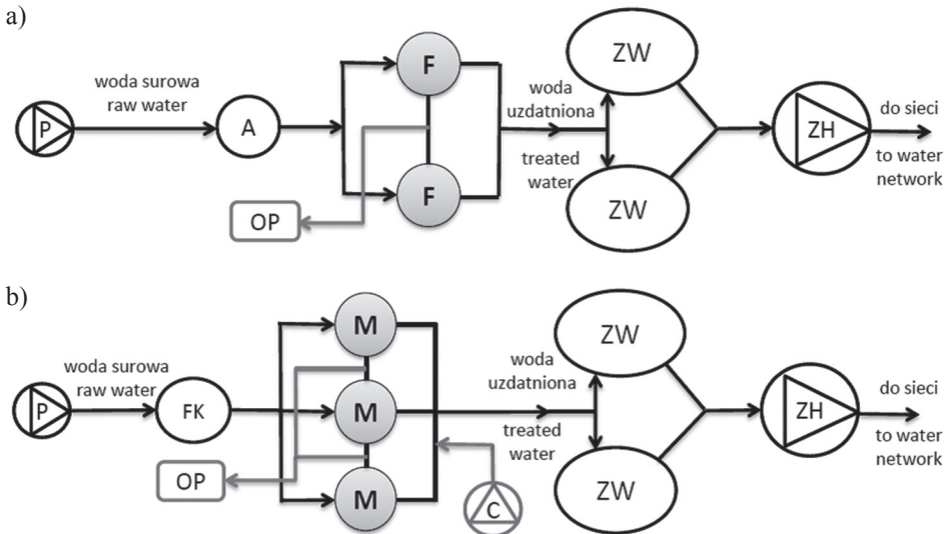 a)
woda surowa
raw water
P
A
F
F
OP
woda
uzdatniona
treated
water
ZW
ZW
ZH
do sieci
to water
network
b)
woda surowa
raw water
P
FK
M
M
M
OP
C
woda
uzdatniona
treated
water
ZW
ZW
ZH
do sieci
to water
network